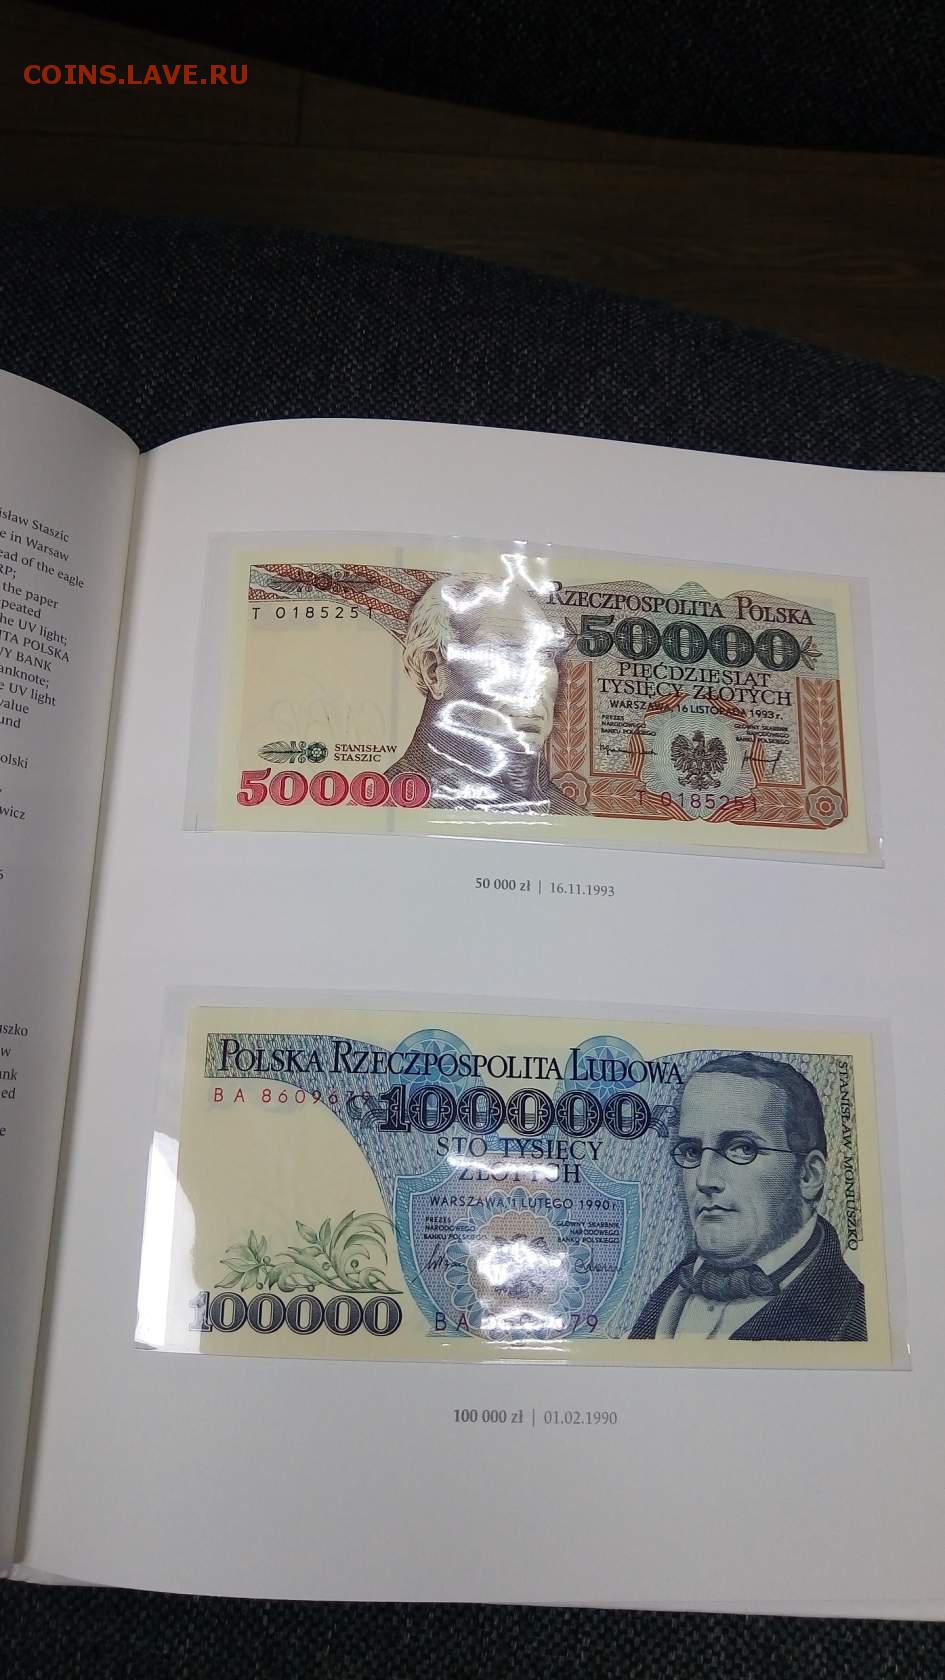 COINS.LAVE.RU
Staszic
e in Warsaw
ead of the eagle
RP;
the paper
peated
he UV light;
ITA POLSKA
WY BANK
anknote;
e UV light
value
und
olski
wicz
uszko
w
ank
ed
e
RZECZPOSPOLITA POLSKA
T 0185251
50000
PIĘĆDZIESIĄT
TYSIĘCY ZŁOTYCH
WARSZAWA, 16 LISTOPADA 1993 r.
PREZES
NARODOWEGO
BANKU POLSKIEGO
GŁÓWNY SKARBNIK
NARODOWEGO
BANKU POLSKIEGO
STANISŁAW
STASZIC
50000
T 0185251
50 000 zł | 16.11.1993
POLSKA RZECZPOSPOLITA LUDOWA
BA 8609679
100000
STO TYSIĘCY
ZŁOTYCH
WARSZAWA, 1 LUTEGO 1990 r.
PREZES
NARODOWEGO
BANKU POLSKIEGO
GŁÓWNY SKARBNIK
NARODOWEGO
BANKU POLSKIEGO
STANISŁAW MONIUSZKO
100000
BA
100 000 zł | 01.02.1990